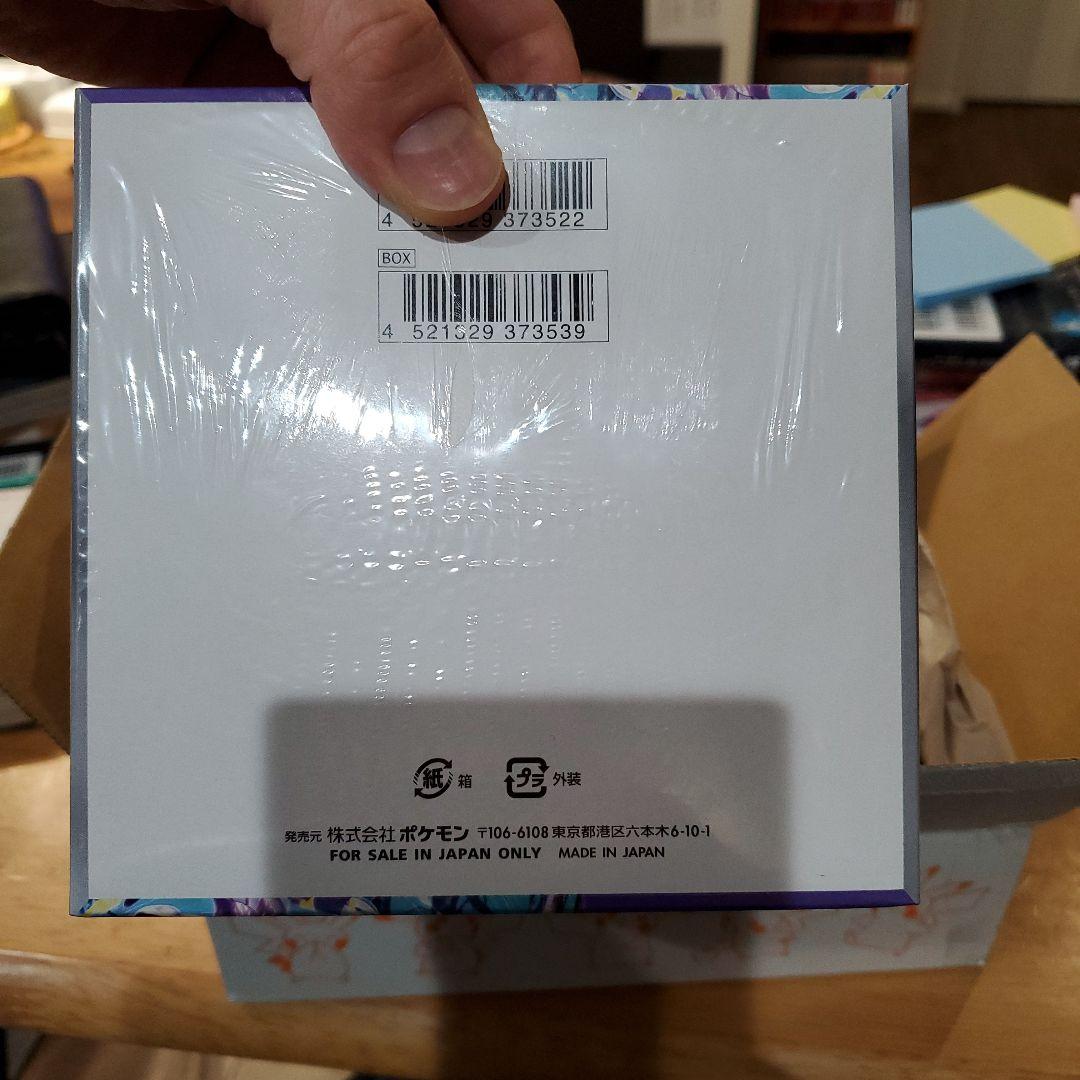 4 373522
BOX
4 521329 373539
紙 箱 プラ 外装
発売元 株式会社 ポケモン 〒106-6108 東京都港区六本木6-10-1
FOR SALE IN JAPAN ONLY MADE IN JAPAN